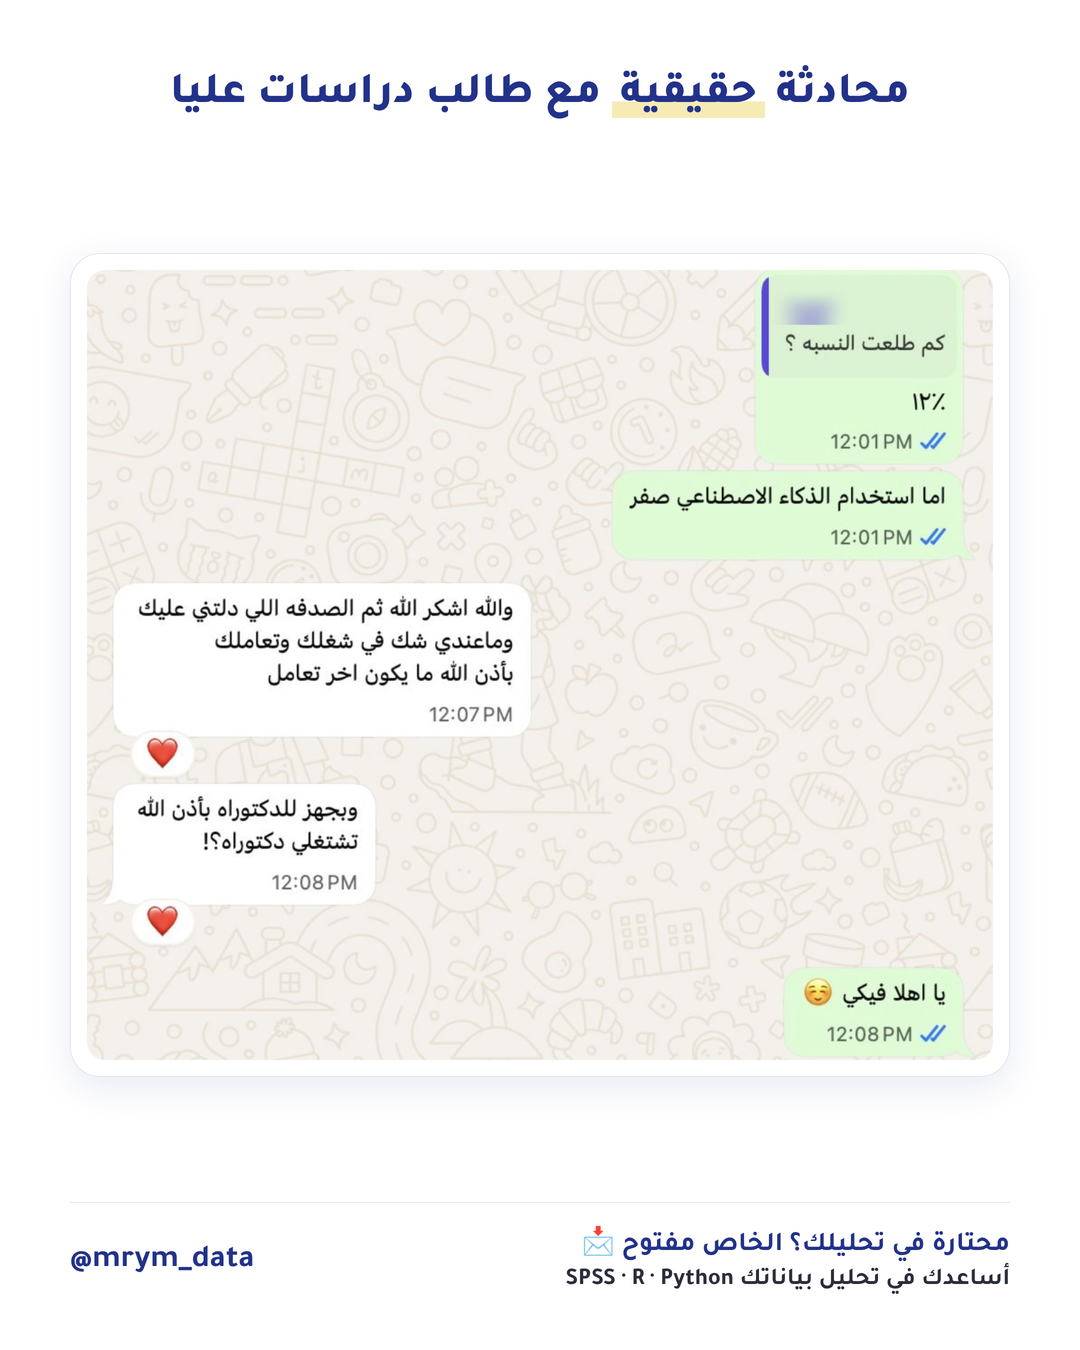 محادثة حقيقية مع طالب دراسات عليا
كم طلعت النسبه ؟
١٢٪
12:01 PM
اما استخدام الذكاء الاصطناعي صفر
12:01 PM
والله اشكر الله ثم الصدفه اللي دلتني عليك
وماعندي شك في شغلك وتعاملك
بأذن الله ما يكون اخر تعامل
12:07 PM
❤️
وبجهز للدكتوراه بأذن الله
تشتغلي دكتوراه؟!
12:08 PM
❤️
يا اهلا فيكي ☺️
12:08 PM
محتارة في تحليلك؟ الخاص مفتوح 📩
أساعدك في تحليل بياناتك SPSS · R · Python
@mrym_data